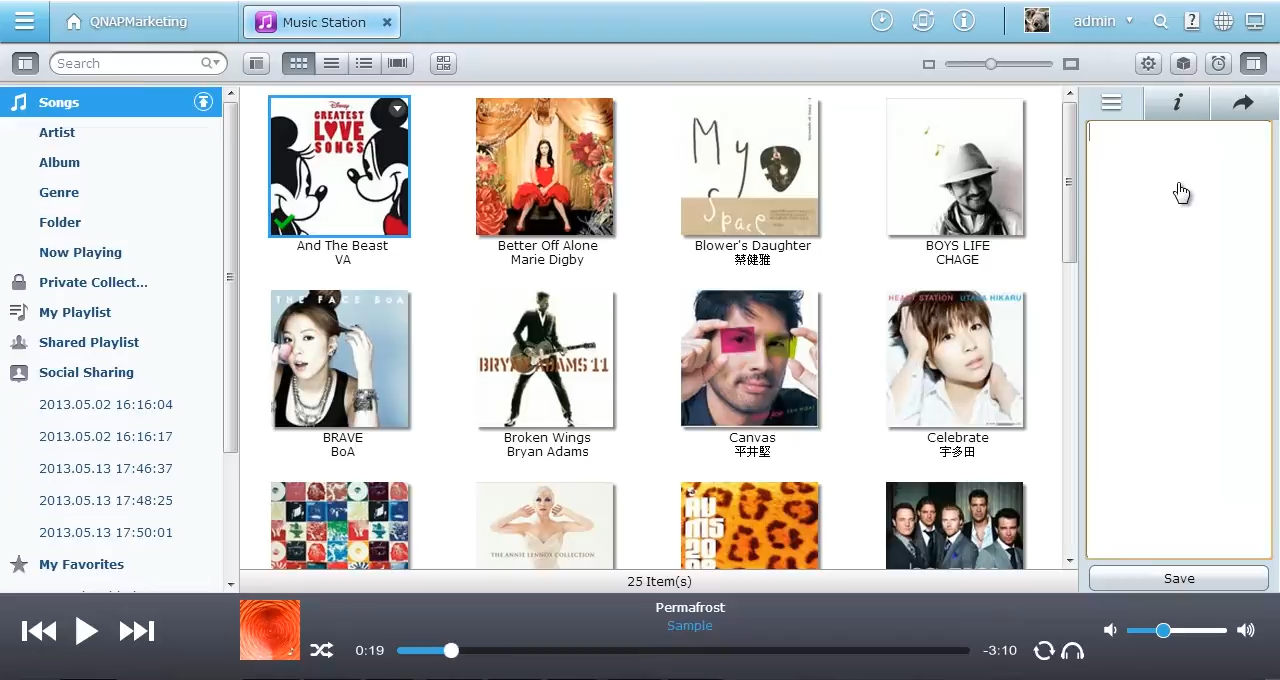 QNAPMarketing
Music Station
admin
Search
Songs
Artist
Album
Genre
Folder
Now Playing
Private Collect...
My Playlist
Shared Playlist
Social Sharing
2013.05.02 16:16:04
2013.05.02 16:16:17
2013.05.13 17:46:37
2013.05.13 17:48:25
2013.05.13 17:50:01
My Favorites
Disney
GREATEST
LOVE
SONGS
And The Beast
VA
Better Off Alone
Marie Digby
My
Space
Blower's Daughter
蔡健雅
BOYS LIFE
CHAGE
THE FACE BoA
BRAVE
BoA
BRYAN ADAMS 11
Broken Wings
Bryan Adams
Canvas
平井堅
HEART STATION UTADA HIKARU
Celebrate
宇多田
THE ANNIE LENNOX COLLECTION
25 Item(s)
Save
Permafrost
Sample
0:19
-3:10